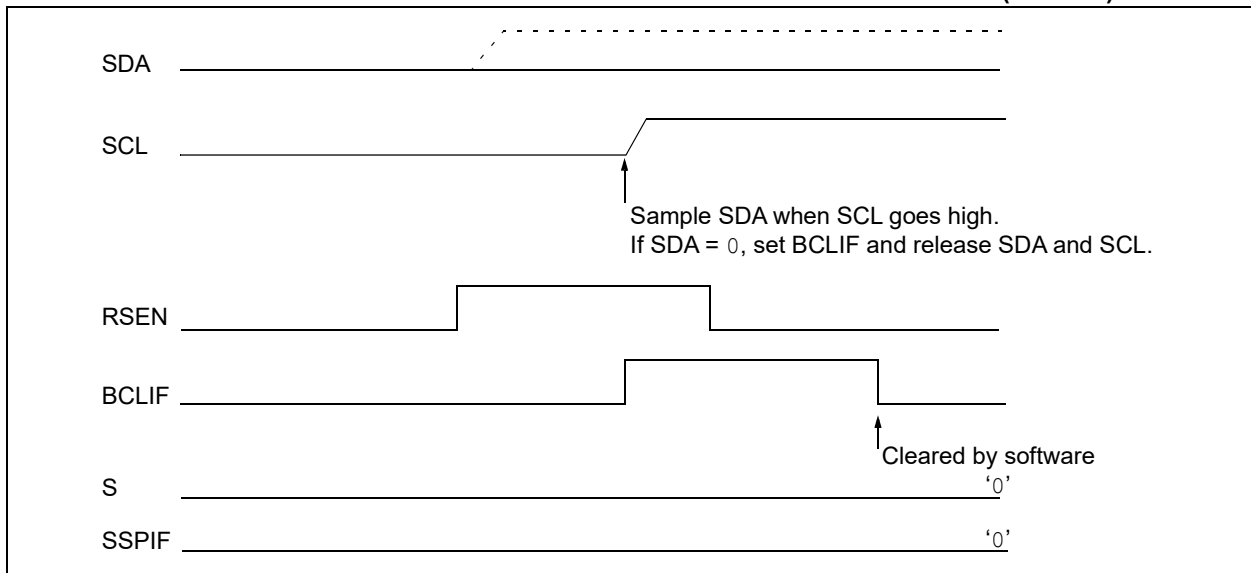 SDA
SCL
Sample SDA when SCL goes high.
If SDA = 0, set BCLIF and release SDA and SCL.
RSEN
BCLIF
Cleared by software
S
‘0’
SSPIF
‘0’